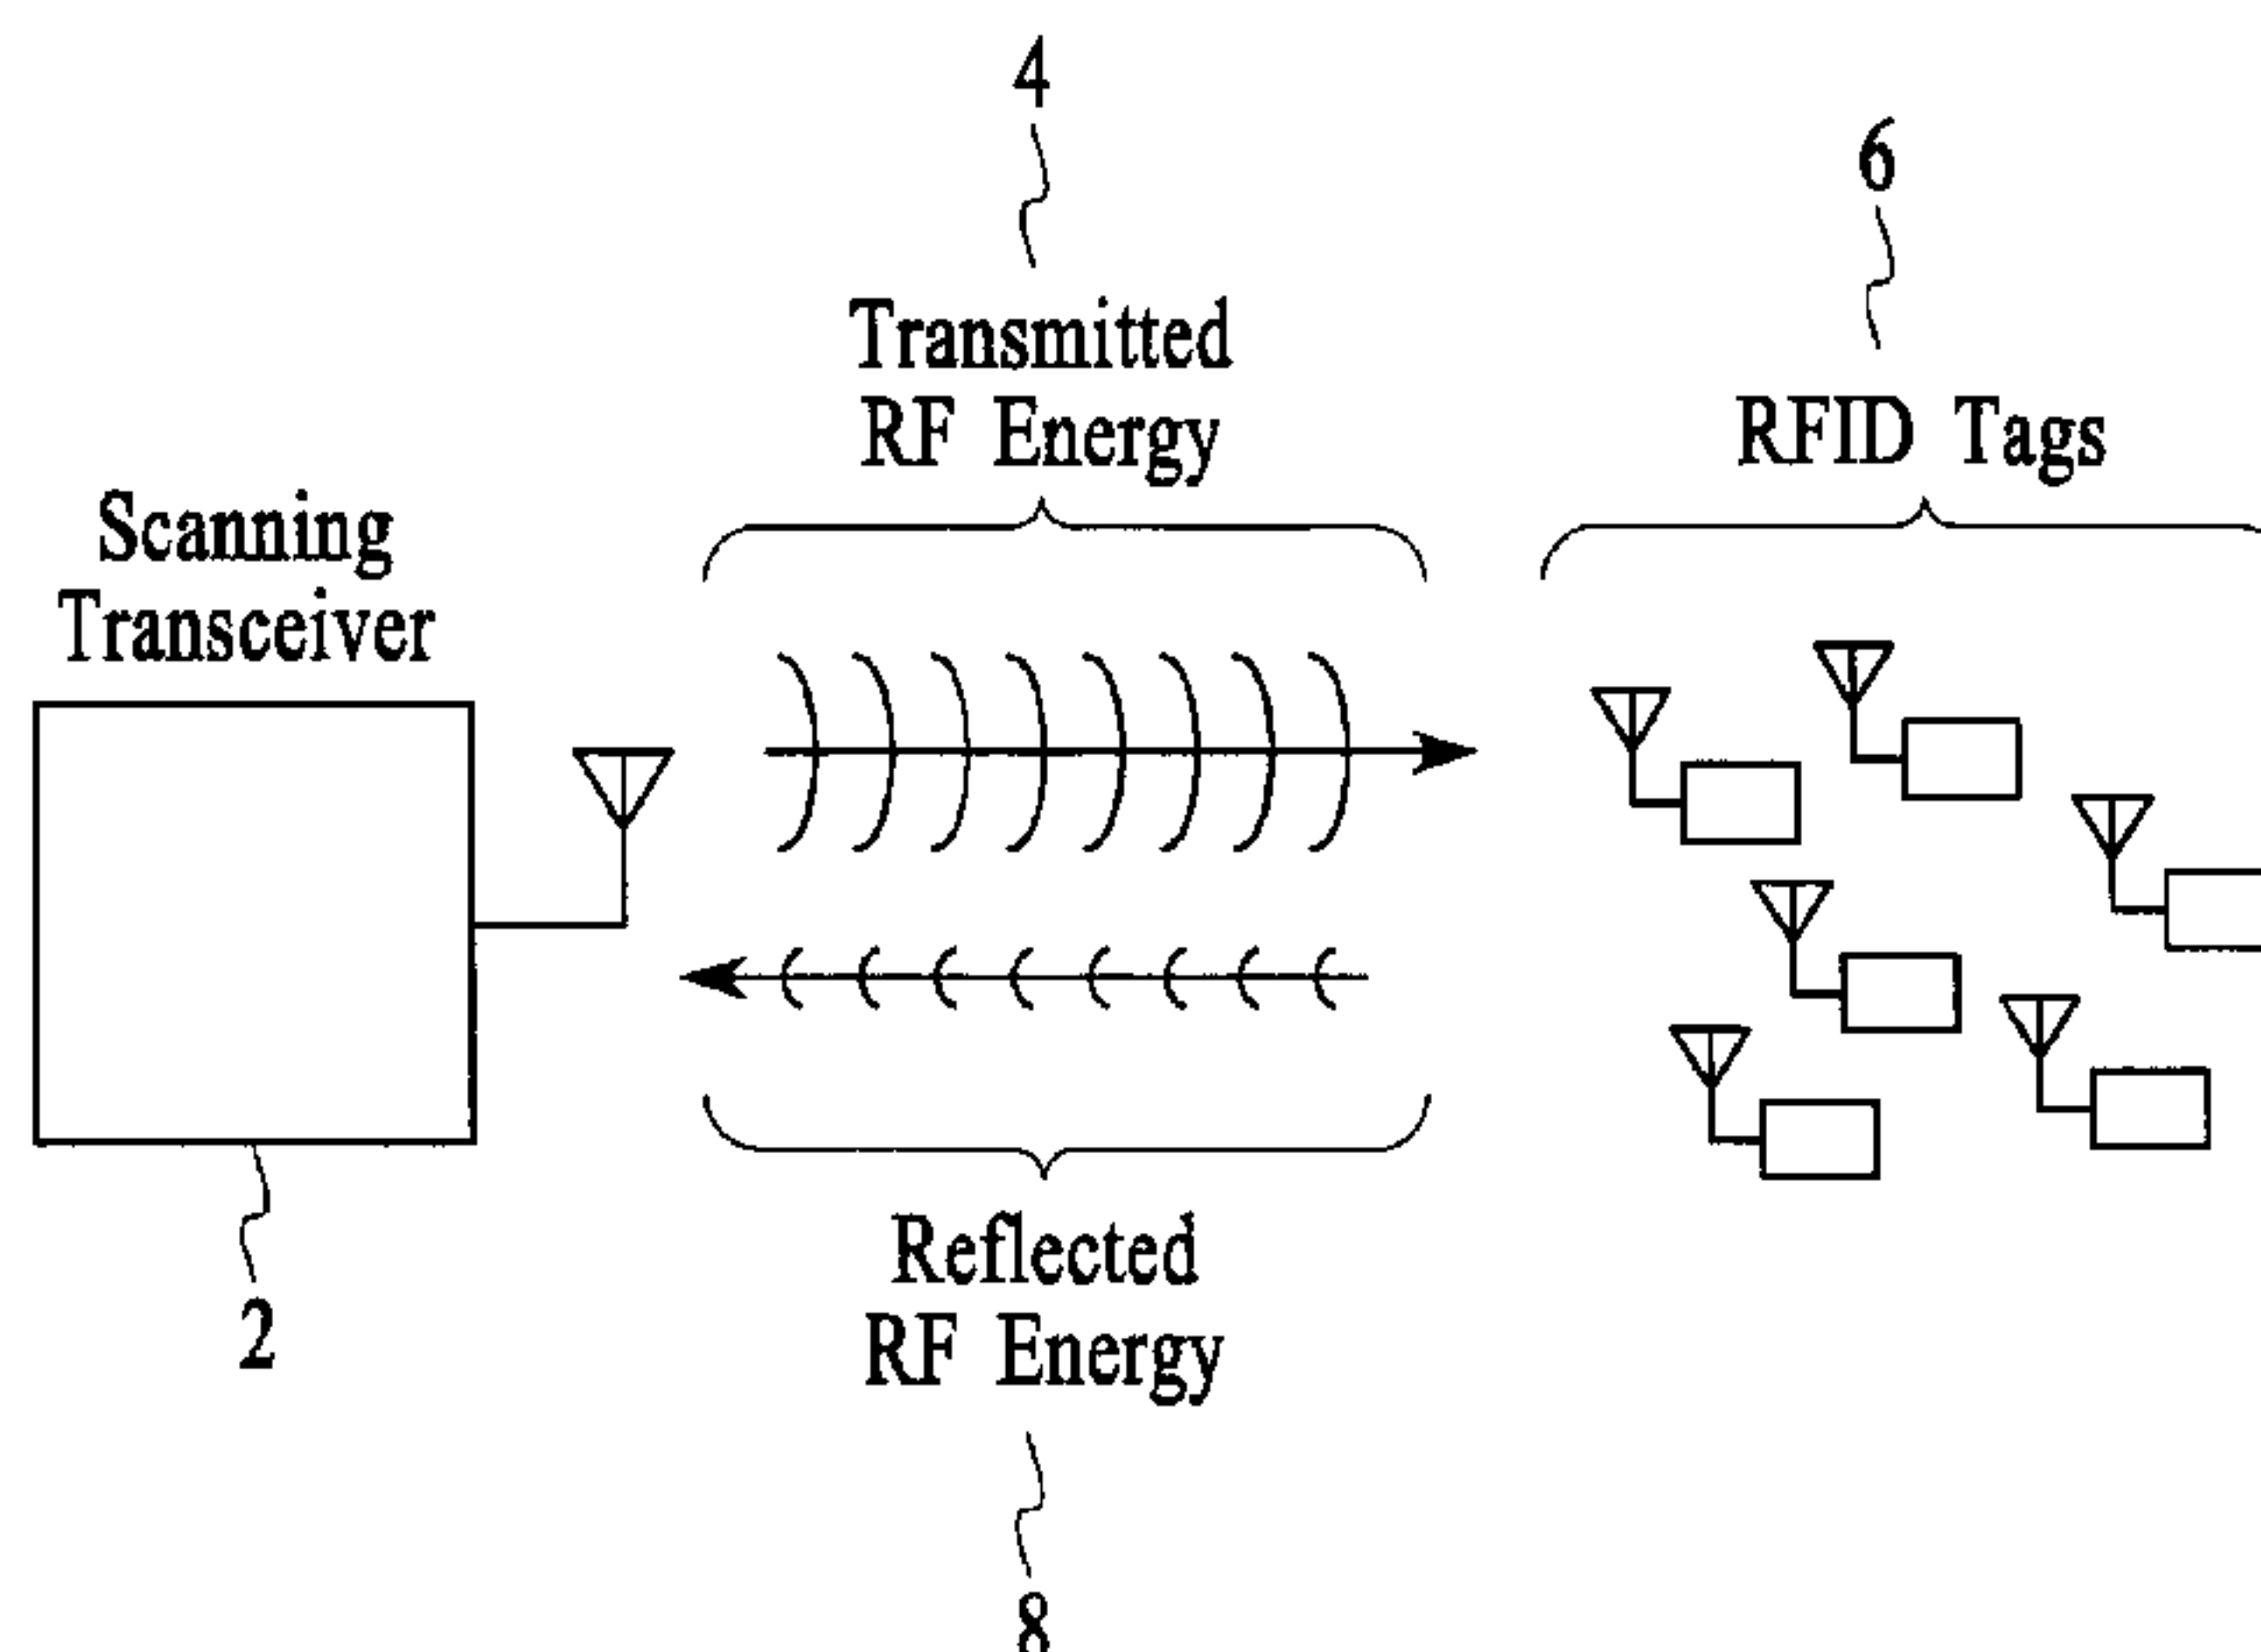 4
6
Transmitted
RF Energy
RFID Tags
Scanning
Transceiver
2
Reflected
RF Energy
8